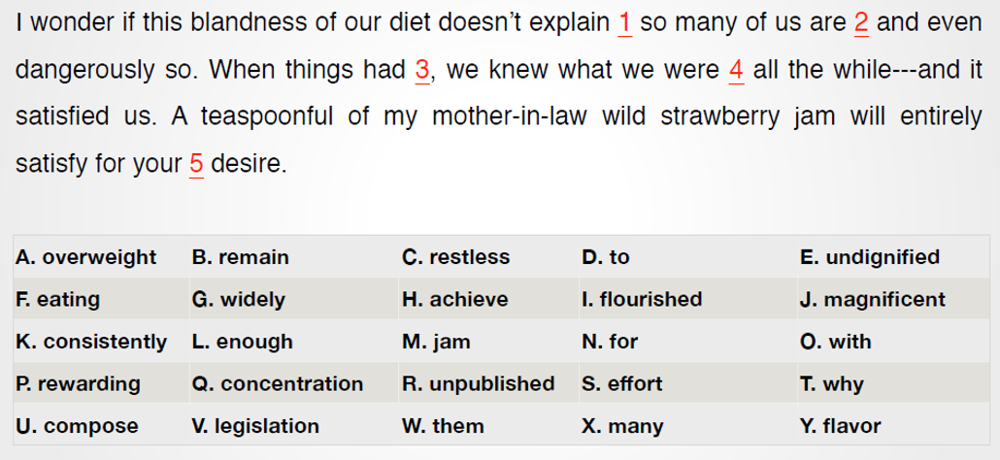 I wonder if this blandness of our diet doesn’t explain 1 so many of us are 2 and even
dangerously so. When things had 3, we knew what we were 4 all the while---and it
satisfied us. A teaspoonful of my mother-in-law wild strawberry jam will entirely
satisfy for your 5 desire.
A. overweight B. remain C. restless D. to E. undignified
F. eating G. widely H. achieve I. flourished J. magnificent
K. consistently L. enough M. jam N. for O. with
P. rewarding Q. concentration R. unpublished S. effort T. why
U. compose V. legislation W. them X. many Y. flavor